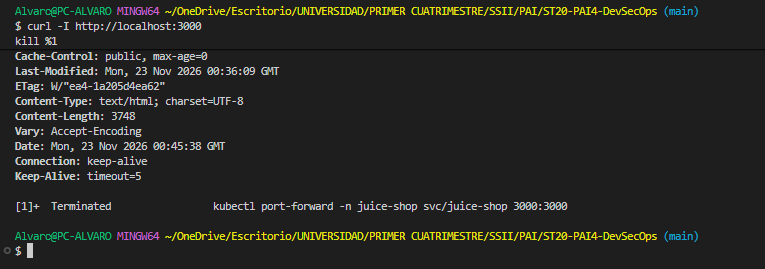 Alvaro@PC-ALVARO MINGW64 ~/OneDrive/Escritorio/UNIVERSIDAD/PRIMER CUATRIMESTRE/SSII/PAI/ST20-PAI4-DevSecOps (main)
$ curl -I http://localhost:3000
kill %1
Cache-Control: public, max-age=0
Last-Modified: Mon, 23 Nov 2026 00:36:09 GMT
ETag: W/"ea4-1a205d4ea62"
Content-Type: text/html; charset=UTF-8
Content-Length: 3748
Vary: Accept-Encoding
Date: Mon, 23 Nov 2026 00:45:38 GMT
Connection: keep-alive
Keep-Alive: timeout=5
[1]+  Terminated              kubectl port-forward -n juice-shop svc/juice-shop 3000:3000
Alvaro@PC-ALVARO MINGW64 ~/OneDrive/Escritorio/UNIVERSIDAD/PRIMER CUATRIMESTRE/SSII/PAI/ST20-PAI4-DevSecOps (main)
$